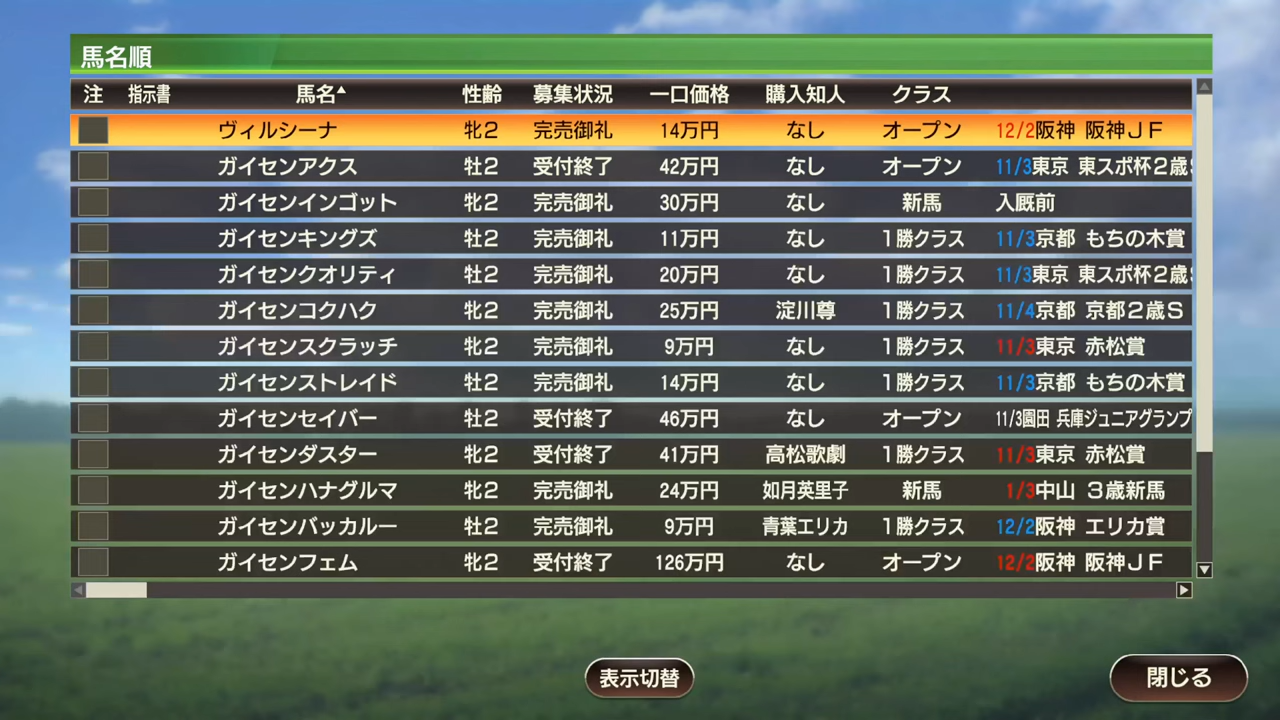 馬名順
注 指示書 馬名▲ 性齢 募集状況 一口価格 購入知人 クラス
ヴィルシーナ 牝2 完売御礼 14万円 なし オープン 12/2阪神 阪神ＪＦ
ガイセンアクス 牡2 受付終了 42万円 なし オープン 11/3東京 東スポ杯２歳S
ガイセンインゴット 牝2 完売御礼 30万円 なし 新馬 入厩前
ガイセンキングズ 牡2 完売御礼 11万円 なし 1勝クラス 11/3京都 もちの木賞
ガイセンクオリティ 牡2 完売御礼 20万円 なし 1勝クラス 11/3東京 東スポ杯２歳S
ガイセンコクハク 牝2 完売御礼 25万円 淀川尊 1勝クラス 11/4京都 京都２歳Ｓ
ガイセンスクラッチ 牝2 完売御礼 9万円 なし 1勝クラス 11/3東京 赤松賞
ガイセンストレイド 牡2 完売御礼 14万円 なし 1勝クラス 11/3京都 もちの木賞
ガイセンセイバー 牡2 受付終了 46万円 なし オープン 11/3園田 兵庫ジュニアグランプ
ガイセンダスター 牝2 受付終了 41万円 高松歌劇 1勝クラス 11/3東京 赤松賞
ガイセンハナグルマ 牝2 完売御礼 24万円 如月英里子 新馬 1/3中山 ３歳新馬
ガイセンバッカルー 牡2 完売御礼 9万円 青葉エリカ 1勝クラス 12/2阪神 エリカ賞
ガイセンフェム 牝2 受付終了 126万円 なし オープン 12/2阪神 阪神ＪＦ
表示切替
閉じる